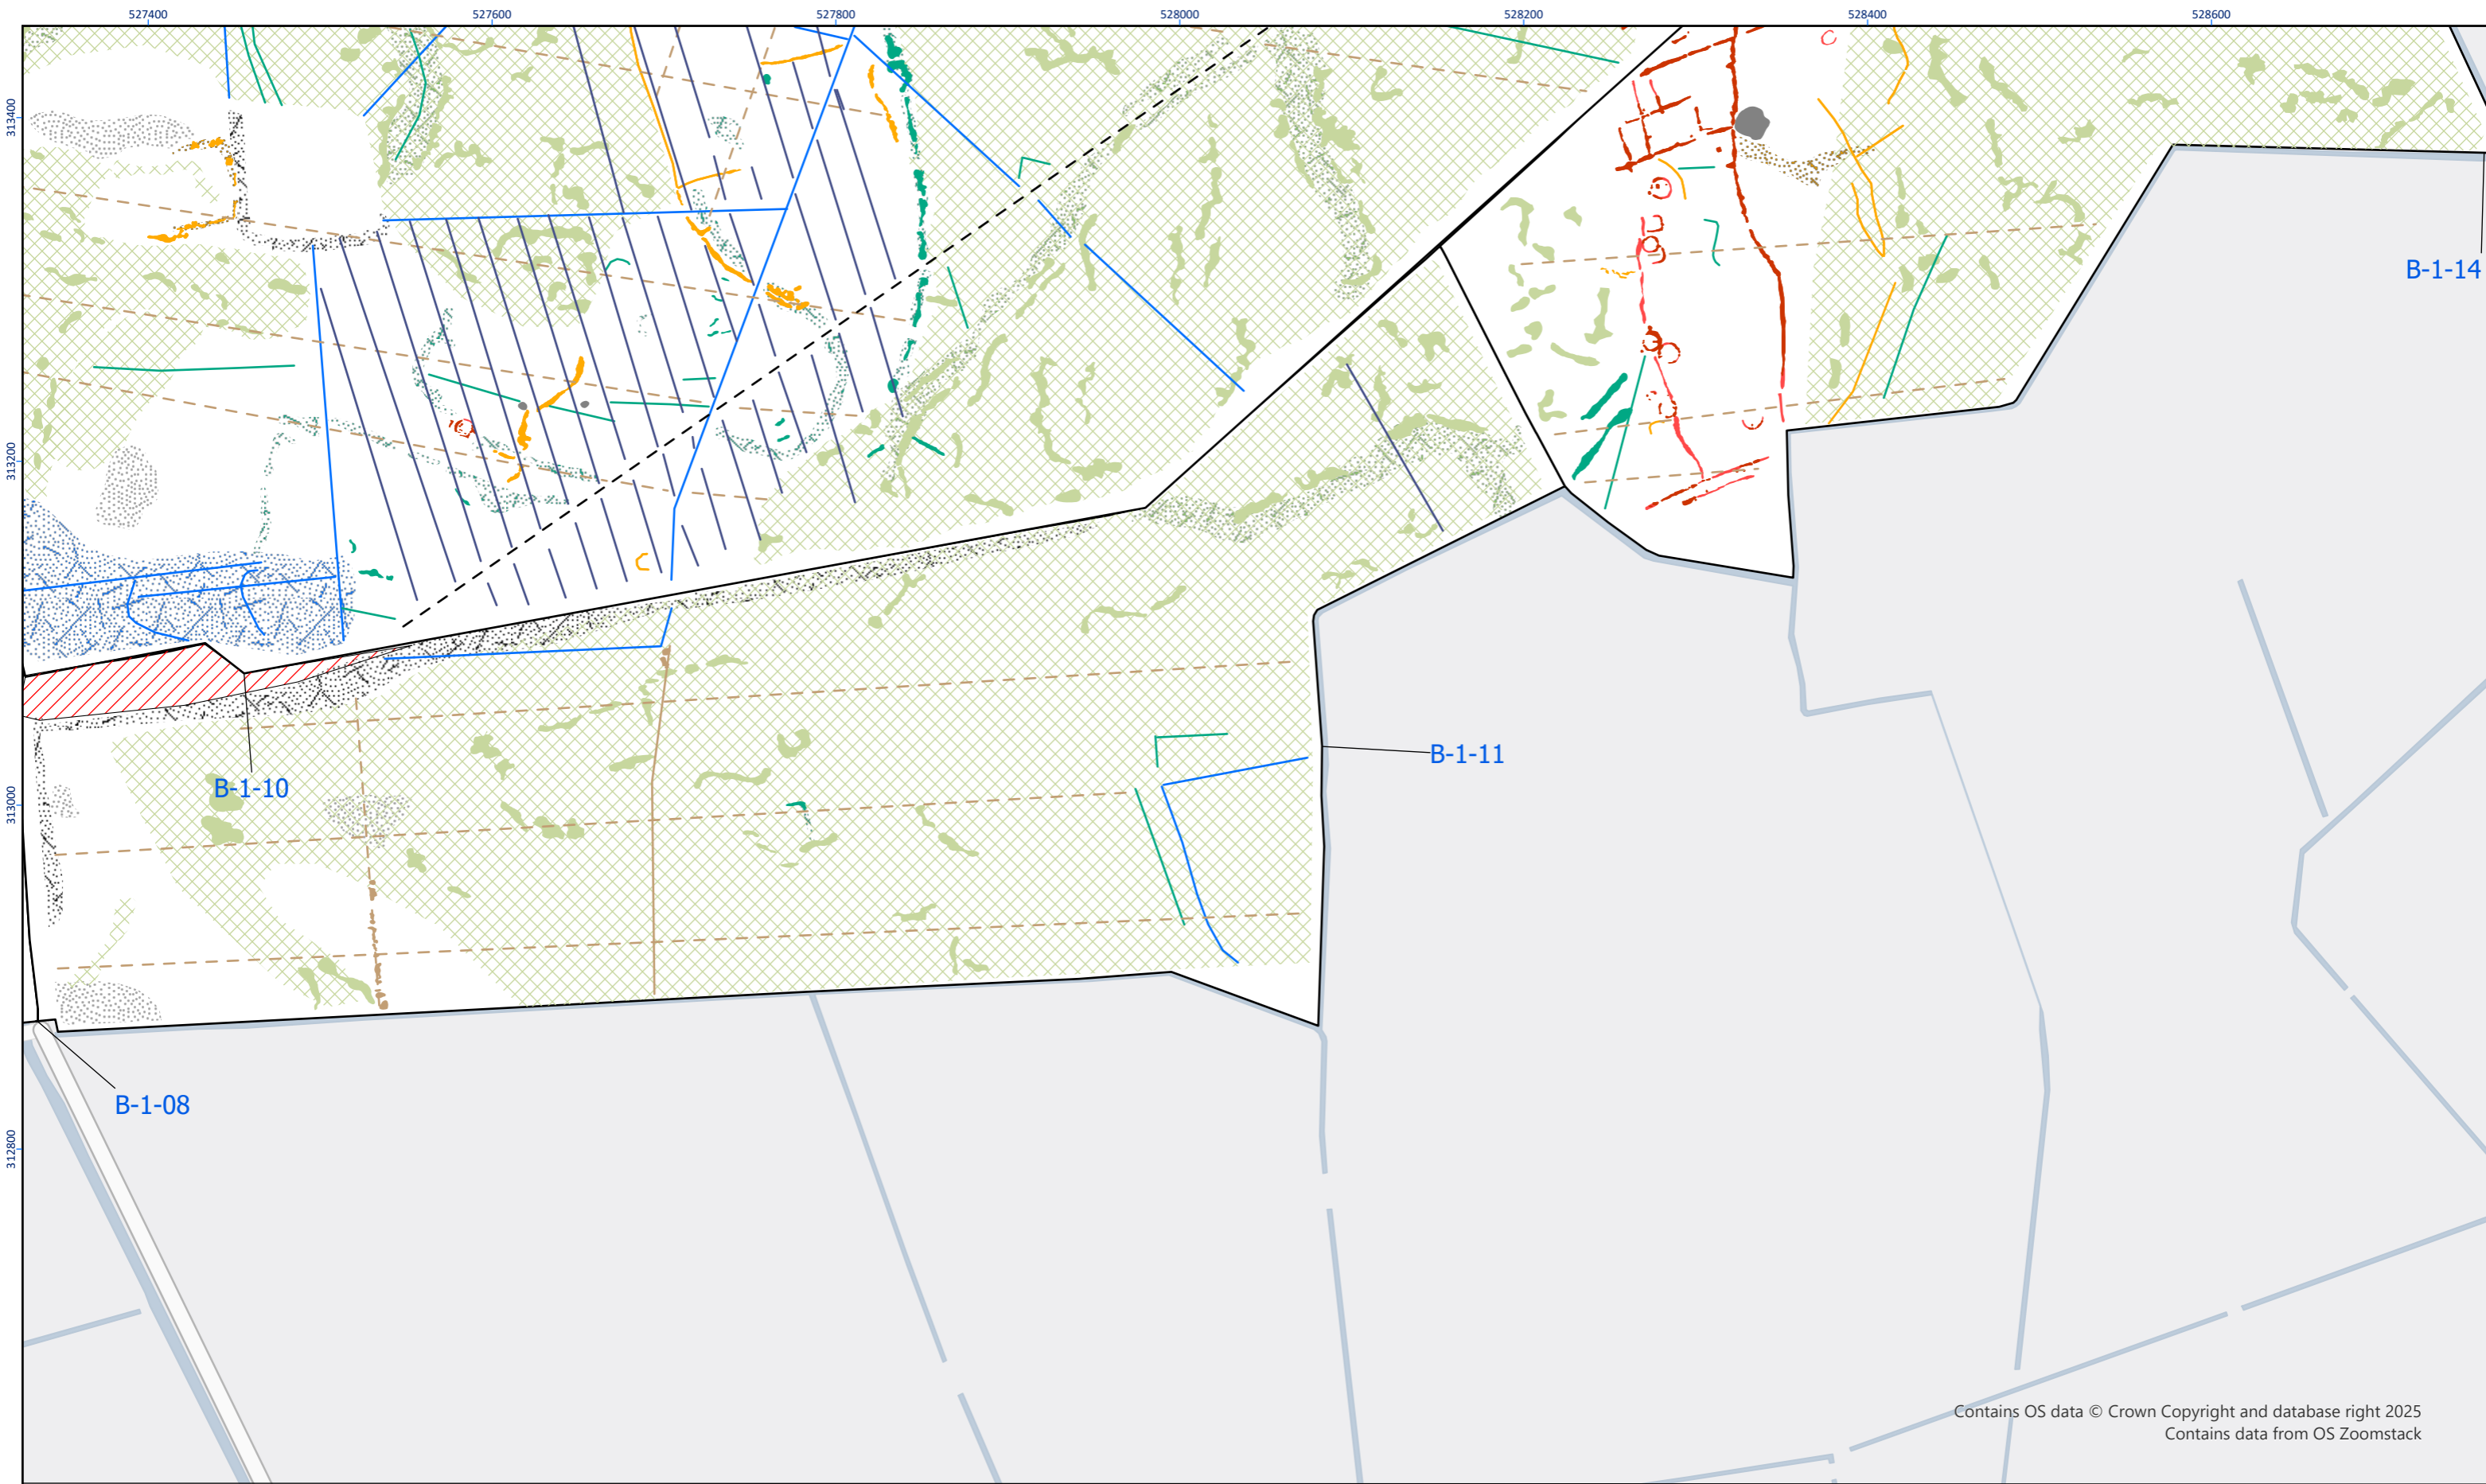 527400
527600
527800
528000
528200
528400
528600
313400
313200
313000
312800
B-1-14
B-1-11
B-1-10
B-1-08
Contains OS data © Crown Copyright and database right 2025
Contains data from OS Zoomstack